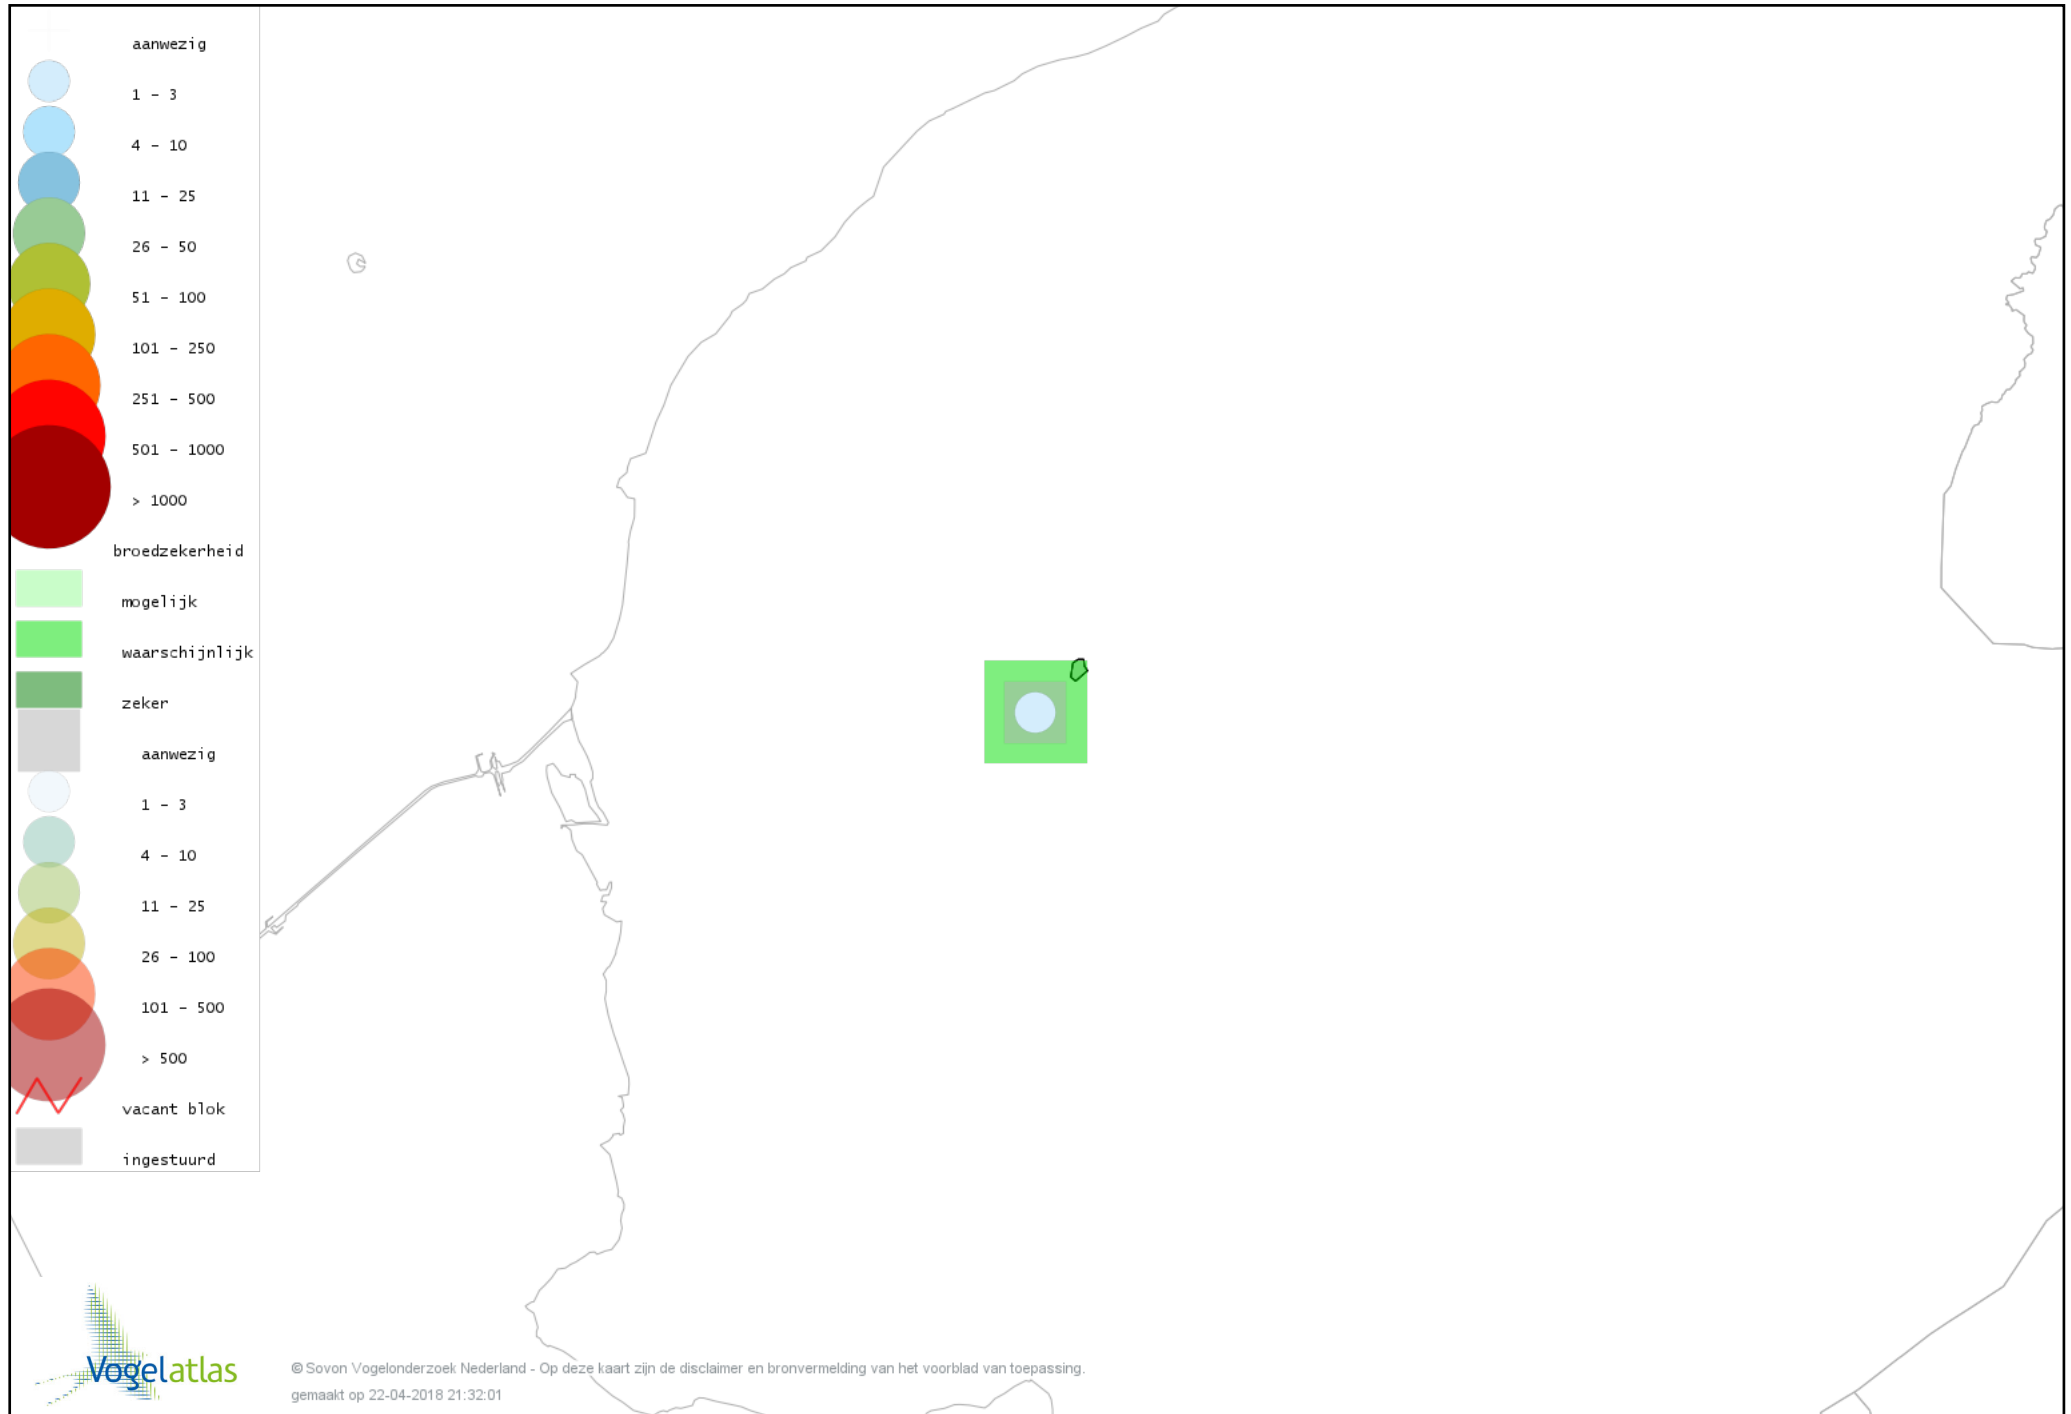 aanwezig
1 - 3
4 - 10
11 - 25
26 - 50
51 - 100
101 - 250
251 - 500
501 - 1000
> 1000
broedzekerheid
mogelijk
waarschijnlijk
zeker
aanwezig
1 - 3
4 - 10
11 - 25
26 - 100
101 - 500
> 500
vacant blok
ingestuurd
Vogelatlas
© Sovon Vogelonderzoek Nederland - Op deze kaart zijn de disclaimer en bronvermelding van het voorblad van toepassing.
gemaakt op 22-04-2018 21:32:01